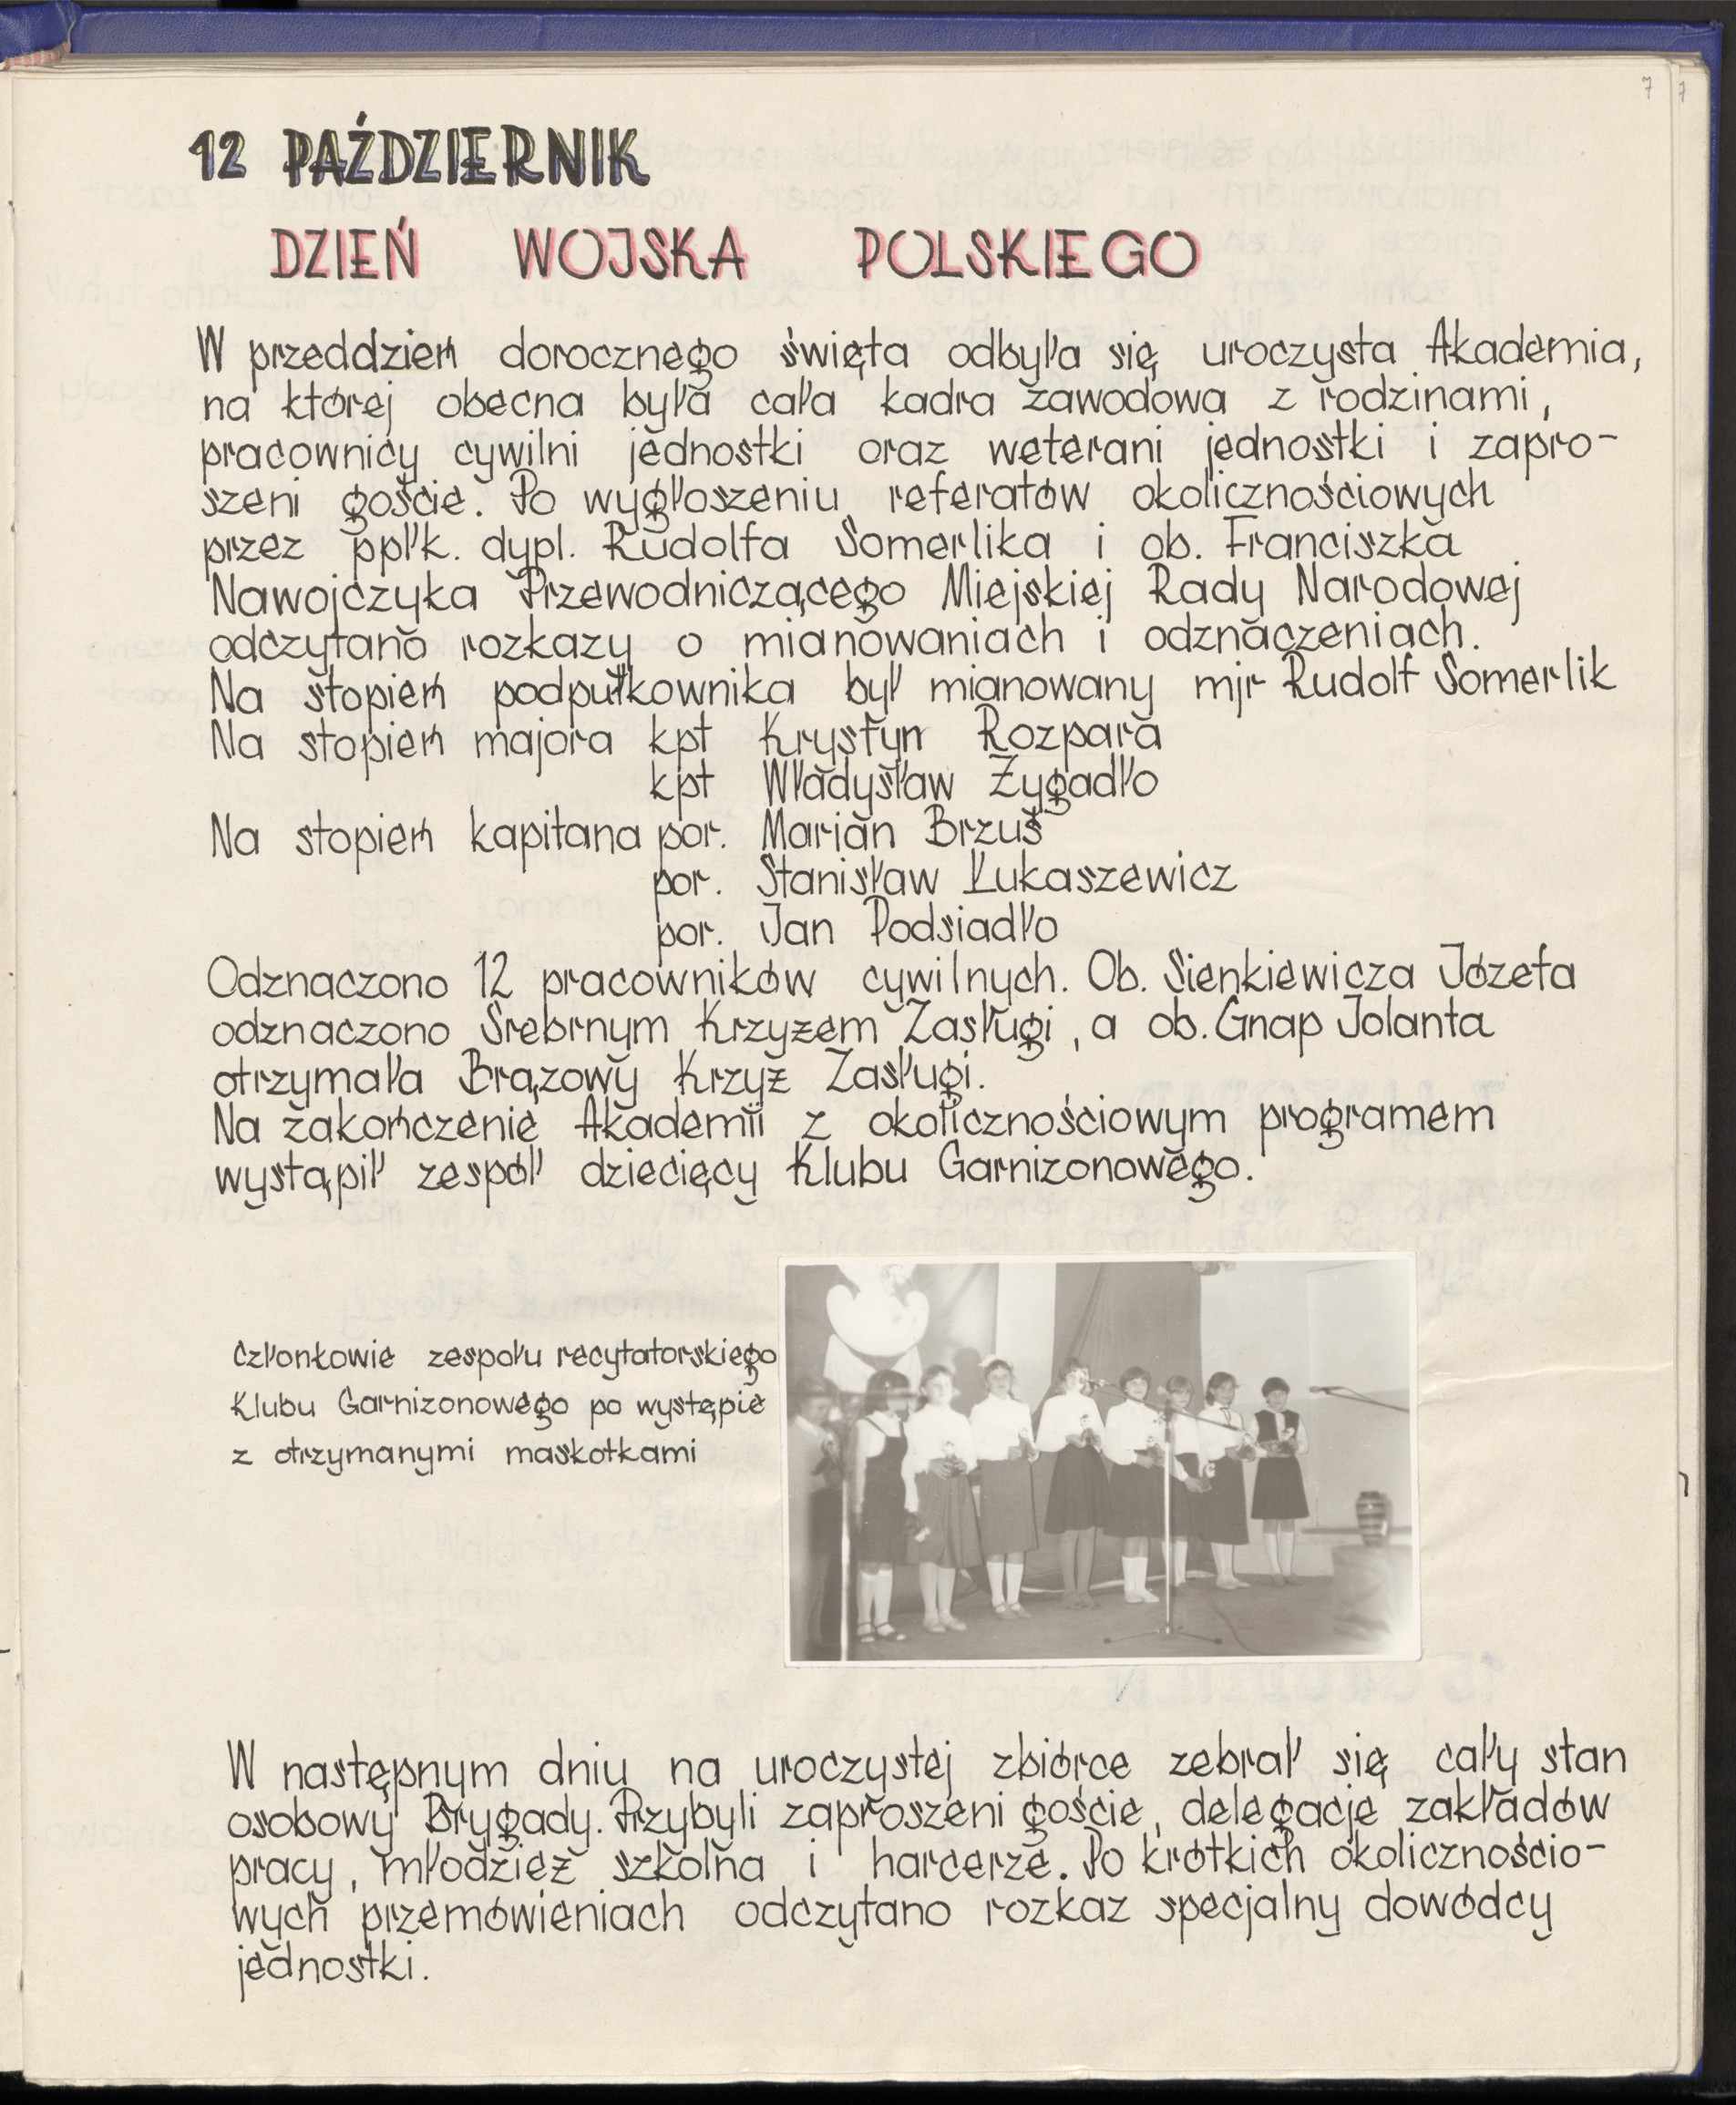 7
12 PAŹDZIERNIK
DZIEŃ WOJSKA POLSKIEGO
W przeddzień dorocznego święta odbyła się uroczysta Akademia,
na której obecna była cała kadra zawodowa z rodzinami,
pracownicy cywilni jednostki oraz weterani jednostki i zapro-
szeni goście. Po wygłoszeniu referatów okolicznościowych
przez ppłk. dypl. Rudolfa Somerlika i ob. Franciszka
Nawojczyka Przewodniczącego Miejskiej Rady Narodowej
odczytano rozkazy o mianowaniach i odznaczeniach.
Na stopień podpułkownika był mianowany mjr Rudolf Somerlik
Na stopień majora kpt Krystyn Rozpara
kpt Władysław Żygadło
Na stopień kapitana por. Marian Brzuś
por. Stanisław Łukaszewicz
por. Jan Podsiadło
Odznaczono 12 pracowników cywilnych. Ob. Sienkiewicza Józefa
odznaczono Srebrnym Krzyżem Zasługi, a ob. Gnap Jolanta
otrzymała Brązowy Krzyż Zasługi.
Na zakończenie Akademii z okolicznościowym programem
wystąpił zespół dziecięcy Klubu Garnizonowego.
Członkowie zespołu recytatorskiego
Klubu Garnizonowego po występie
z otrzymanymi maskotkami
W następnym dniu na uroczystej zbiórce zebrał się cały stan
osobowy Brygady. Przybyli zaproszeni goście, delegacje zakładów
pracy, młodzież szkolna i harcerze. Po krótkich okolicznościo-
wych przemówieniach odczytano rozkaz specjalny dowódcy
jednostki.